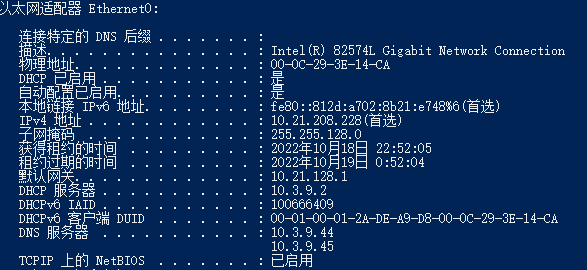 以太网适配器 Ethernet0:
连接特定的 DNS 后缀 . . . . . . . :
描述. . . . . . . . . . . . . . . : Intel(R) 82574L Gigabit Network Connection
物理地址. . . . . . . . . . . . . : 00-0C-29-3E-14-CA
DHCP 已启用 . . . . . . . . . . . : 是
自动配置已启用. . . . . . . . . . : 是
本地链接 IPv6 地址. . . . . . . . : fe80::812d:a702:8b21:e748%6(首选)
IPv4 地址 . . . . . . . . . . . . : 10.21.208.228(首选)
子网掩码 . . . . . . . . . . . . : 255.255.128.0
获得租约的时间 . . . . . . . . . : 2022年10月18日 22:52:05
租约过期的时间 . . . . . . . . . : 2022年10月19日 0:52:04
默认网关. . . . . . . . . . . . . : 10.21.128.1
DHCP 服务器 . . . . . . . . . . . : 10.3.9.2
DHCPv6 IAID . . . . . . . . . . . : 100666409
DHCPv6 客户端 DUID . . . . . . . : 00-01-00-01-2A-DE-A9-D8-00-0C-29-3E-14-CA
DNS 服务器 . . . . . . . . . . . : 10.3.9.44
10.3.9.45
TCPIP 上的 NetBIOS . . . . . . . : 已启用